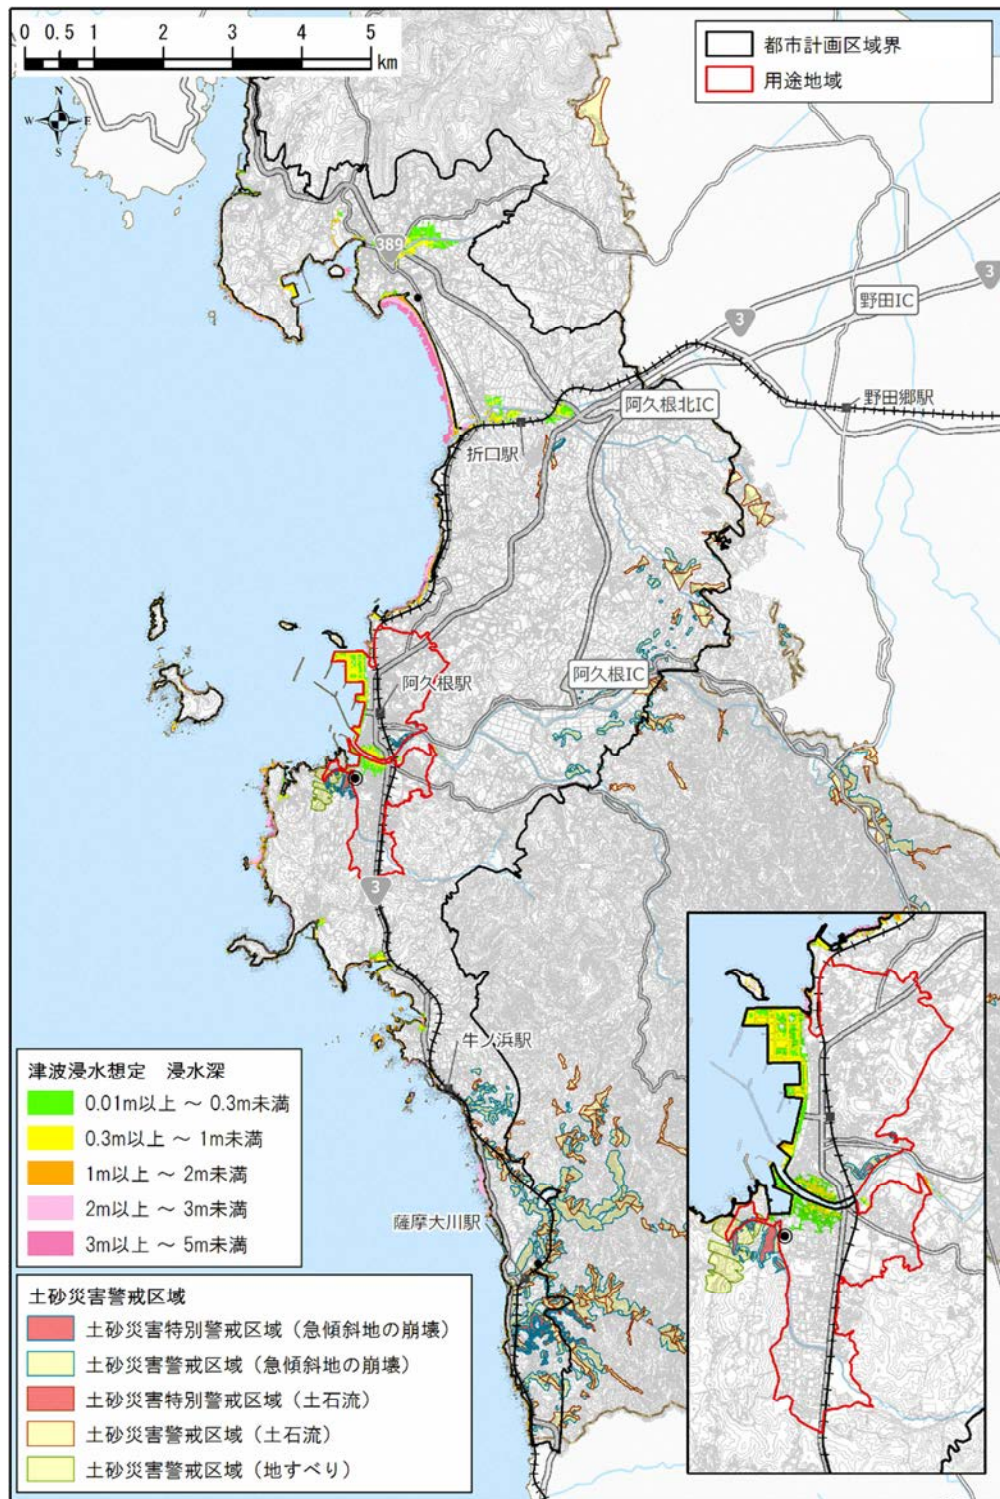 0 0.5 1 2 3 4 5
km
N
W E
S
都市計画区域界
用途地域
389
3
3
野田IC
阿久根北IC
野田郷駅
折口駅
阿久根IC
阿久根駅
3
牛ノ浜駅
薩摩大川駅
津波浸水想定 浸水深
0.01m以上 ～ 0.3m未満
0.3m以上 ～ 1m未満
1m以上 ～ 2m未満
2m以上 ～ 3m未満
3m以上 ～ 5m未満
土砂災害警戒区域
土砂災害特別警戒区域（急傾斜地の崩壊）
土砂災害警戒区域（急傾斜地の崩壊）
土砂災害特別警戒区域（土石流）
土砂災害警戒区域（土石流）
土砂災害警戒区域（地すべり）